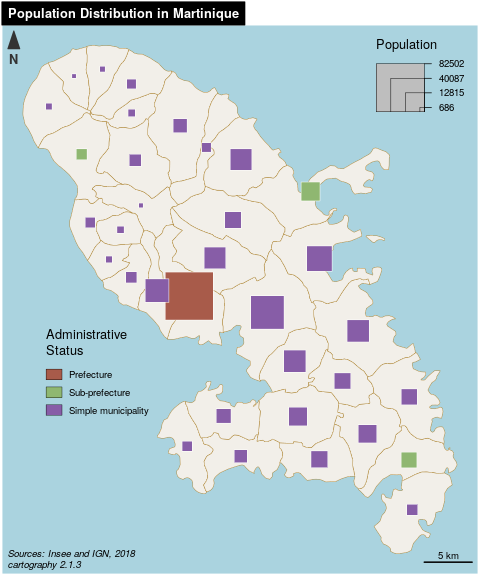 Population Distribution in Martinique
N
Population
82502
40087
12815
686
Administrative
Status
Prefecture
Sub-prefecture
Simple municipality
Sources: Insee and IGN, 2018
cartography 2.1.3
5 km